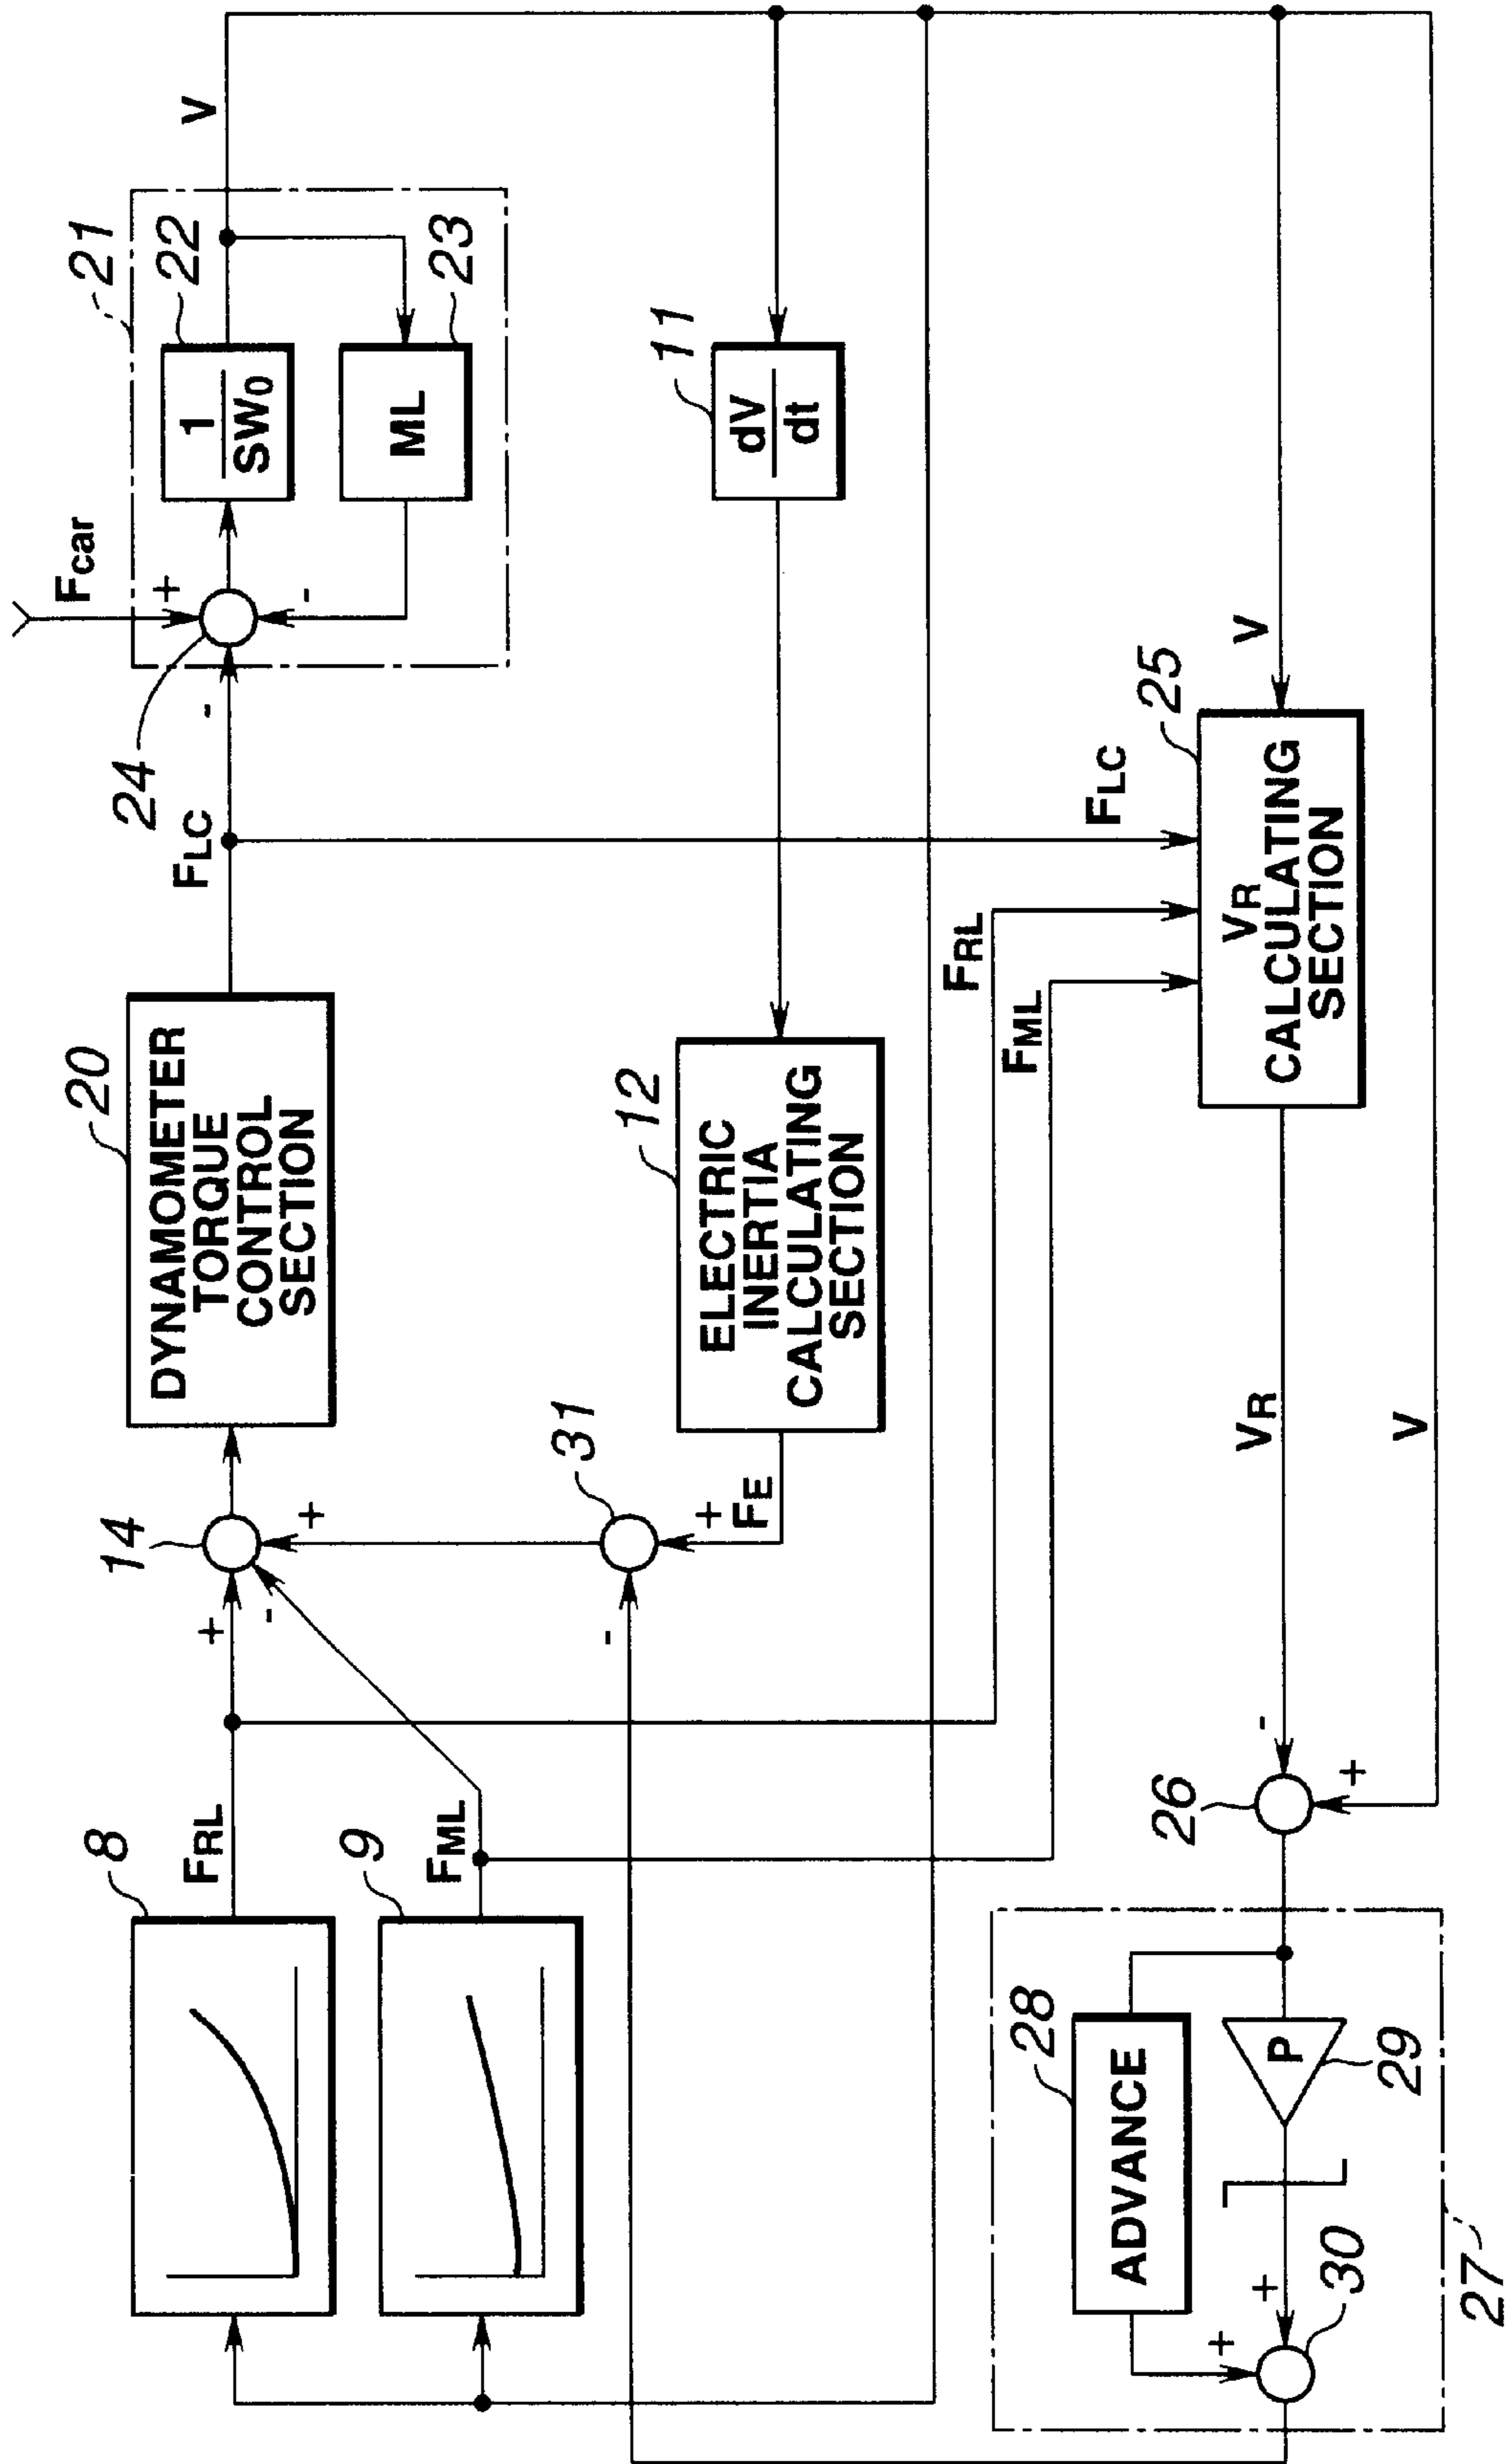 8
FRL
9
FML
14
+
-
+
20
DYNAMOMETER
TORQUE
CONTROL
SECTION
FLC
24
-
Fcar
+
-
21
22
1
SW0
23
ML
V
31
-
+
FE
12
ELECTRIC
INERTIA
CALCULATING
SECTION
11
dV
dt
FRL
FML
FLC
25
VR
CALCULATING
SECTION
V
VR
V
26
-
+
27
28
ADVANCE
29
P
30
+
+